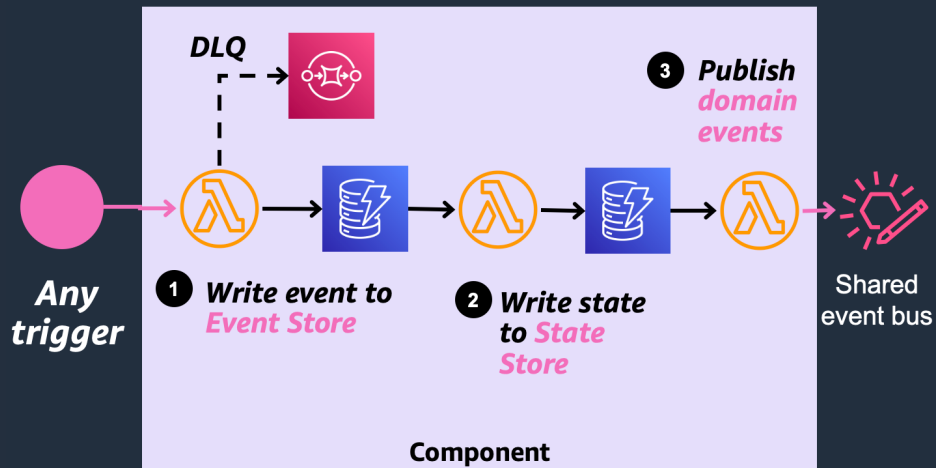 DLQ
3
Publish
domain
events
Any
trigger
1
Write event to
Event Store
2
Write state
to State
Store
Shared
event bus
Component